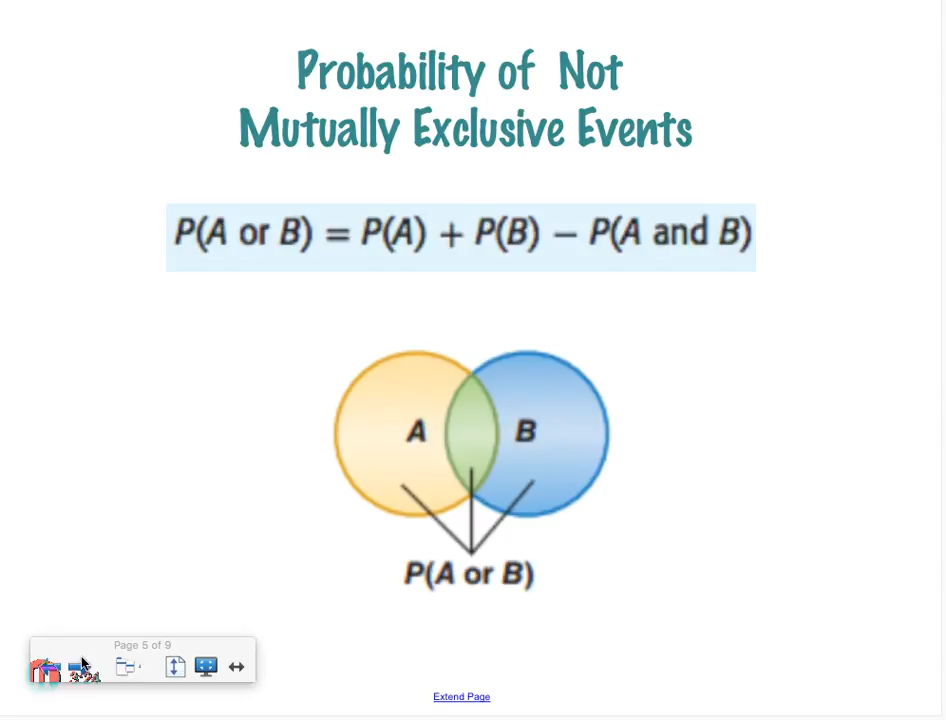 Probability of Not
Mutually Exclusive Events
P(A or B) = P(A) + P(B) − P(A and B)
A B
P(A or B)
Page 5 of 9
Extend Page